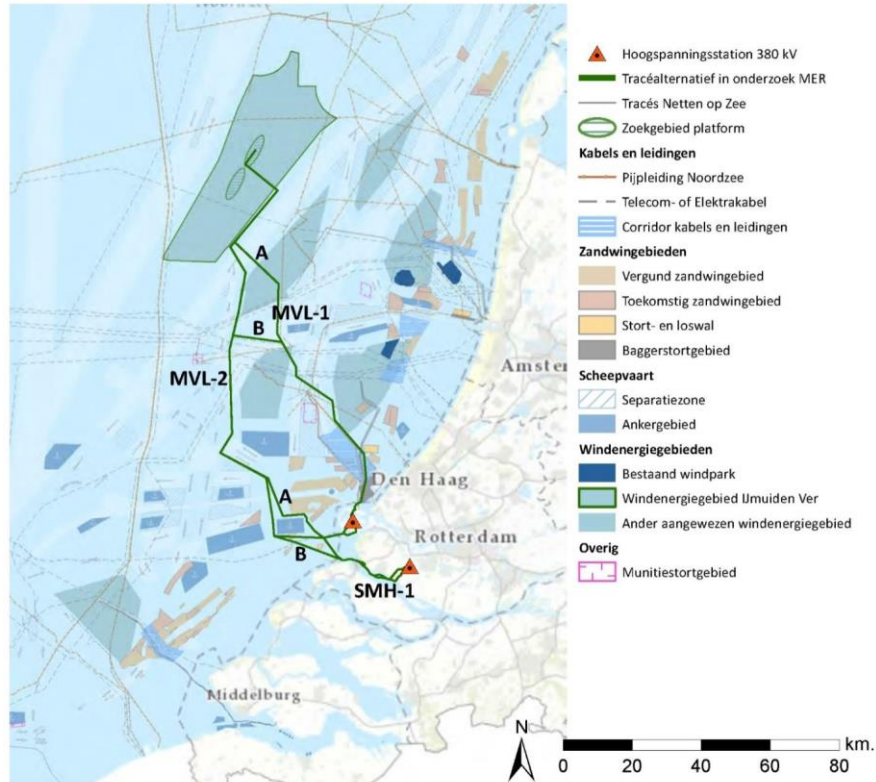 A
MVL-1
B
MVL-2
Amster
Den Haag
A
Rotterdam
B
SMH-1
Middelburg
N
Hoogspanningsstation 380 kV
Tracéalternatief in onderzoek MER
Tracés Netten op Zee
Zoekgebied platform
Kabels en leidingen
Pijpleiding Noordzee
Telecom- of Elektrakabel
Corridor kabels en leidingen
Zandwingebieden
Vergund zandwingebied
Toekomstig zandwingebied
Stort- en loswal
Baggerstortgebied
Scheepvaart
Separatiezone
Ankergebied
Windenergiegebieden
Bestaand windpark
Windenergiegebied IJmuiden Ver
Ander aangewezen windenergiegebied
Overig
Munitiestortgebied
0 20 40 60 80 km.